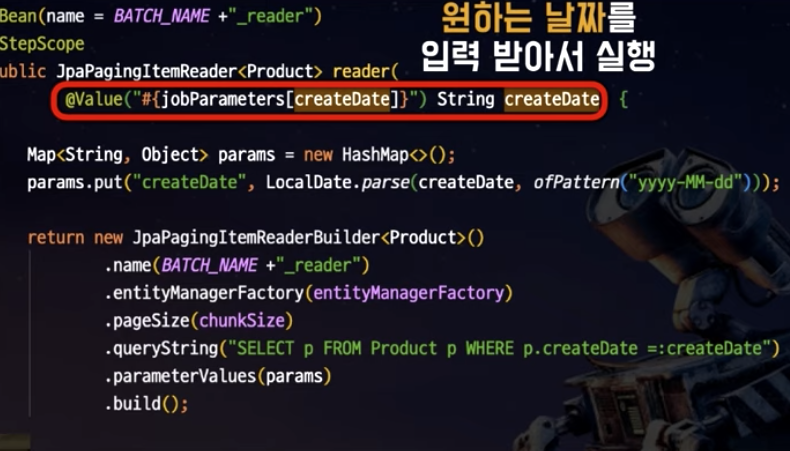 Bean(name = BATCH_NAME +"_reader")
StepScope
ublic JpaPagingItemReader<Product> reader(
원하는 날짜를
입력 받아서 실행
@Value("#{jobParameters[createDate]}") String createDate) {
Map<String, Object> params = new HashMap<>();
params.put("createDate", LocalDate.parse(createDate, ofPattern("yyyy-MM-dd")));
return new JpaPagingItemReaderBuilder<Product>()
.name(BATCH_NAME +"_reader")
.entityManagerFactory(entityManagerFactory)
.pageSize(chunkSize)
.queryString("SELECT p FROM Product p WHERE p.createDate =:createDate")
.parameterValues(params)
.build();